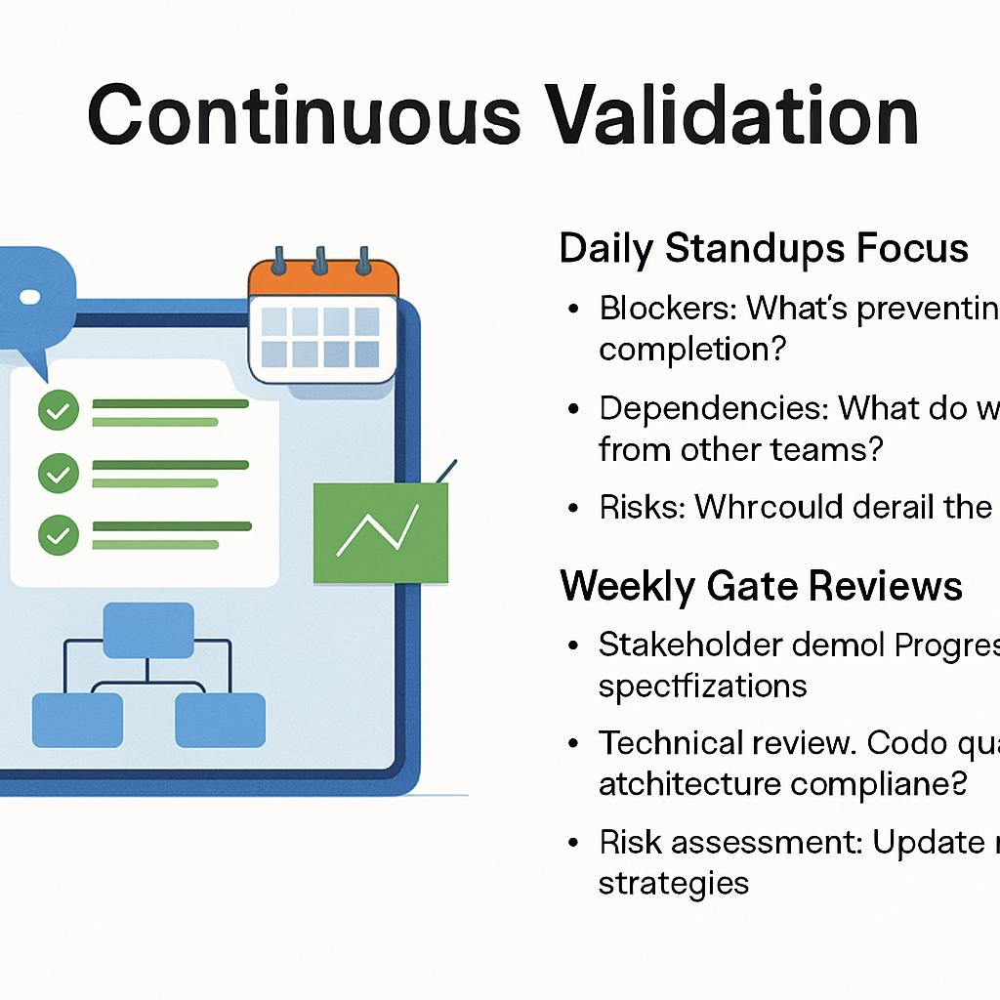 Continuous Validation
Daily Standups Focus
• Blockers: What's preventin
completion?
• Dependencies: What do w
from other teams?
• Risks: Whrcould derail the
Weekly Gate Reviews
• Stakeholder demol Progres
spectfizations
• Technical review. Codo qua
atchitecture compliane?
• Risk assessment: Update r
strategies